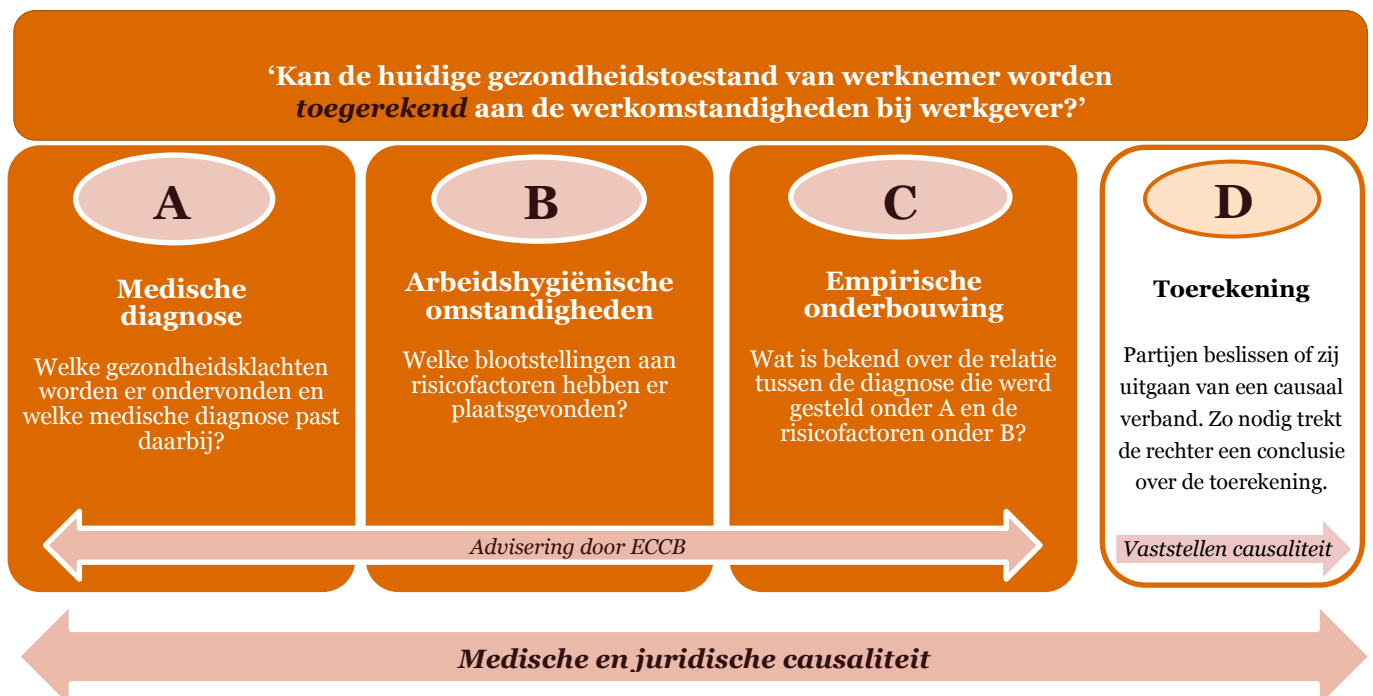 ‘Kan de huidige gezondheidstoestand van werknemer worden
toegerekend aan de werkomstandigheden bij werkgever?’
A
Medische
diagnose
Welke gezondheidsklachten
worden er ondervonden en
welke medische diagnose past
daarbij?
B
Arbeidshygiënische
omstandigheden
Welke blootstellingen aan
risicofactoren hebben er
plaatsgevonden?
C
Empirische
onderbouwing
Wat is bekend over de relatie
tussen de diagnose die werd
gesteld onder A en de
risicofactoren onder B?
D
Toerekening
Partijen beslissen of zij
uitgaan van een causaal
verband. Zo nodig trekt
de rechter een conclusie
over de toerekening.
Advisering door ECCB
Vaststellen causaliteit
Medische en juridische causaliteit